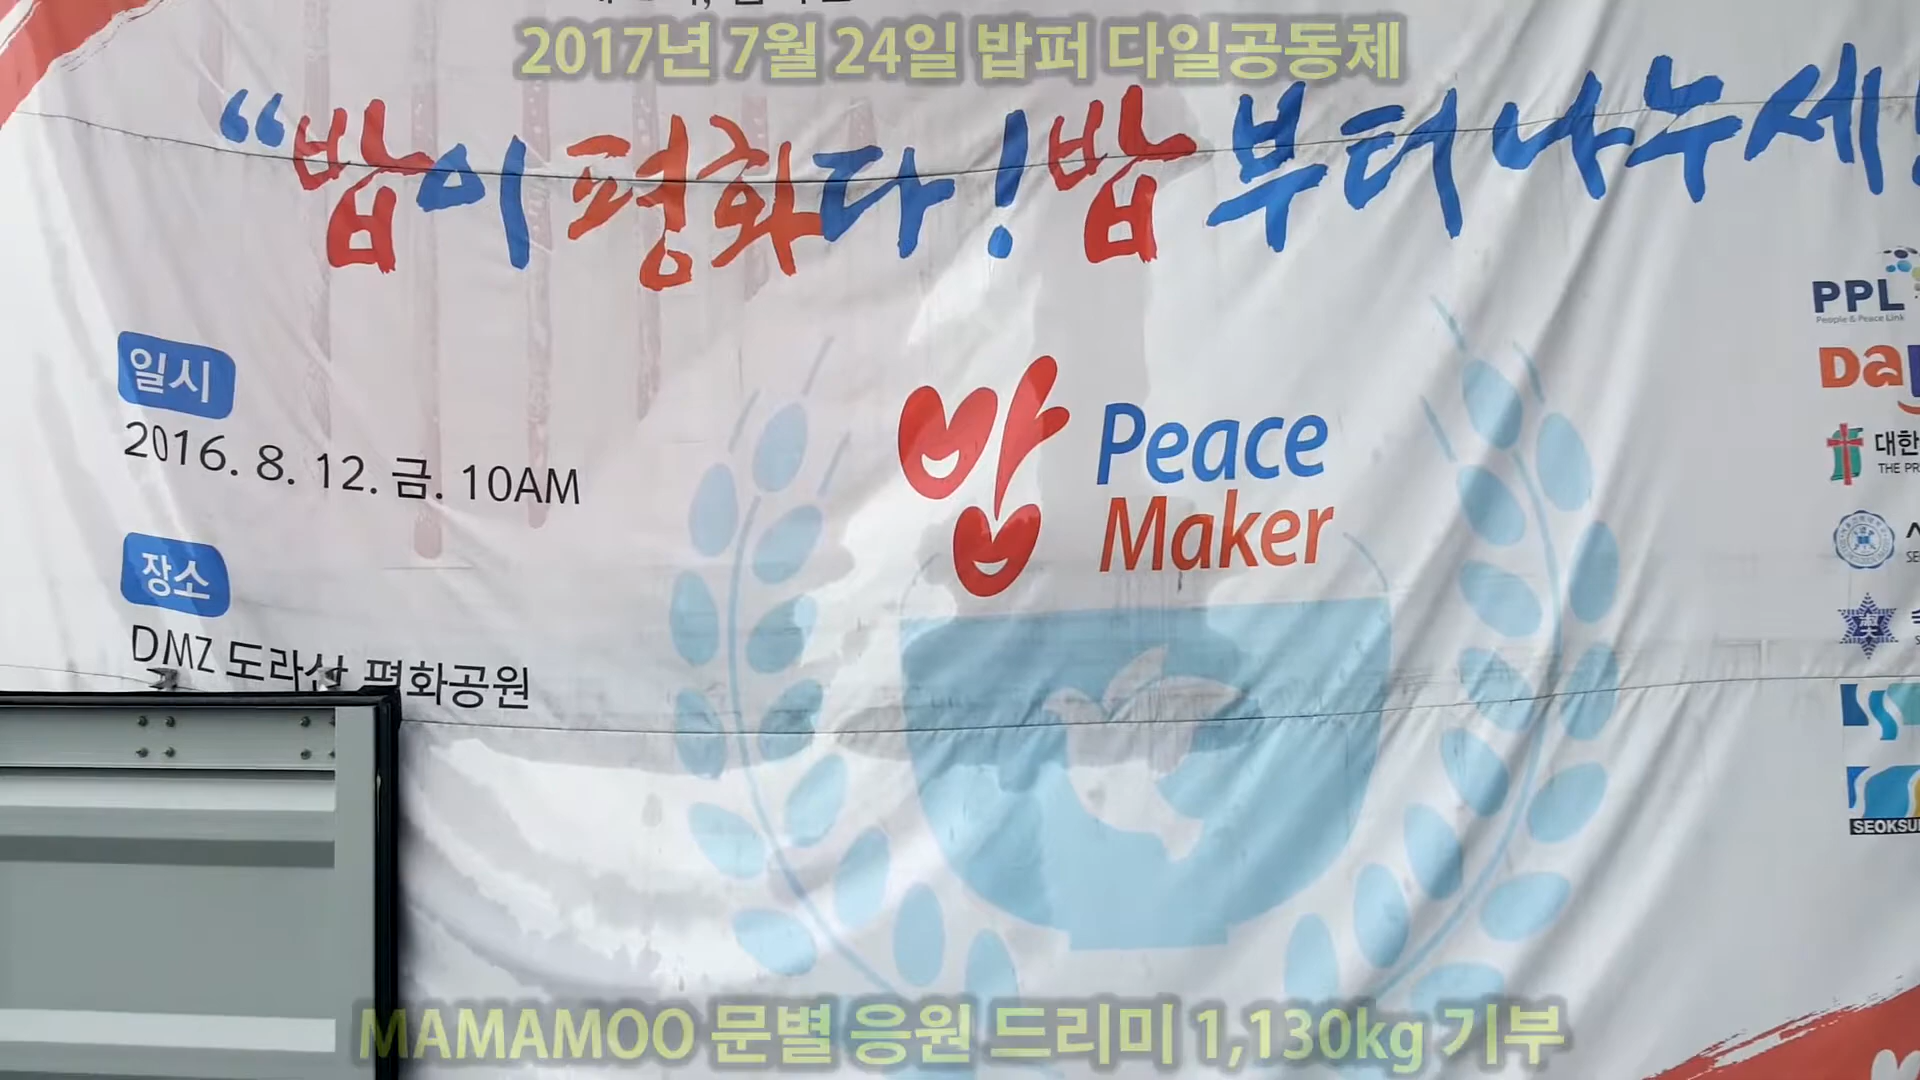 2017년 7월 24일 밥퍼 다일공동체
“밥이 평화다! 밥부터 나누세!
일시
2016. 8. 12. 금. 10AM
장소
DMZ 도라산 평화공원
밥 Peace
Maker
PPL
People & Peace Link
대한
MAMAMOO 문별 응원 드리미 1,130kg 기부